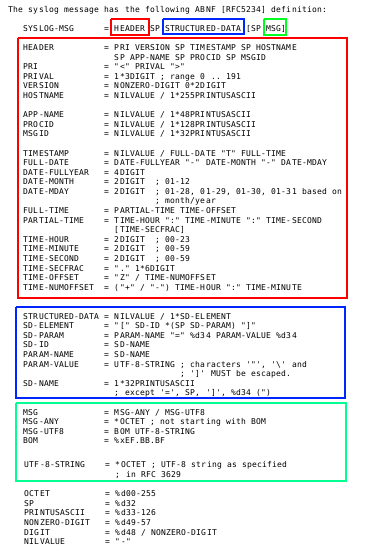 The syslog message has the following ABNF [RFC5234] definition:
SYSLOG-MSG = HEADER SP STRUCTURED-DATA [SP MSG]
HEADER = PRI VERSION SP TIMESTAMP SP HOSTNAME
SP APP-NAME SP PROCID SP MSGID
PRI = "<" PRIVAL ">"
PRIVAL = 1*3DIGIT ; range 0 .. 191
VERSION = NONZERO-DIGIT 0*2DIGIT
HOSTNAME = NILVALUE / 1*255PRINTUSASCII
APP-NAME = NILVALUE / 1*48PRINTUSASCII
PROCID = NILVALUE / 1*128PRINTUSASCII
MSGID = NILVALUE / 1*32PRINTUSASCII
TIMESTAMP = NILVALUE / FULL-DATE "T" FULL-TIME
FULL-DATE = DATE-FULLYEAR "-" DATE-MONTH "-" DATE-MDAY
DATE-FULLYEAR = 4DIGIT
DATE-MONTH = 2DIGIT ; 01-12
DATE-MDAY = 2DIGIT ; 01-28, 01-29, 01-30, 01-31 based on
; month/year
FULL-TIME = PARTIAL-TIME TIME-OFFSET
PARTIAL-TIME = TIME-HOUR ":" TIME-MINUTE ":" TIME-SECOND
[TIME-SECFRAC]
TIME-HOUR = 2DIGIT ; 00-23
TIME-MINUTE = 2DIGIT ; 00-59
TIME-SECOND = 2DIGIT ; 00-59
TIME-SECFRAC = "." 1*6DIGIT
TIME-OFFSET = "Z" / TIME-NUMOFFSET
TIME-NUMOFFSET = ("+" / "-") TIME-HOUR ":" TIME-MINUTE
STRUCTURED-DATA = NILVALUE / 1*SD-ELEMENT
SD-ELEMENT = "[" SD-ID *(SP SD-PARAM) "]"
SD-PARAM = PARAM-NAME "=" %d34 PARAM-VALUE %d34
SD-ID = SD-NAME
PARAM-NAME = SD-NAME
PARAM-VALUE = UTF-8-STRING ; characters '"', '\' and
; ']' MUST be escaped.
SD-NAME = 1*32PRINTUSASCII
; except '=', SP, ']', %d34 (")
MSG = MSG-ANY / MSG-UTF8
MSG-ANY = *OCTET ; not starting with BOM
MSG-UTF8 = BOM UTF-8-STRING
BOM = %xEF.BB.BF
UTF-8-STRING = *OCTET ; UTF-8 string as specified
; in RFC 3629
OCTET = %d00-255
SP = %d32
PRINTUSASCII = %d33-126
NONZERO-DIGIT = %d49-57
DIGIT = %d48 / NONZERO-DIGIT
NILVALUE = "-"